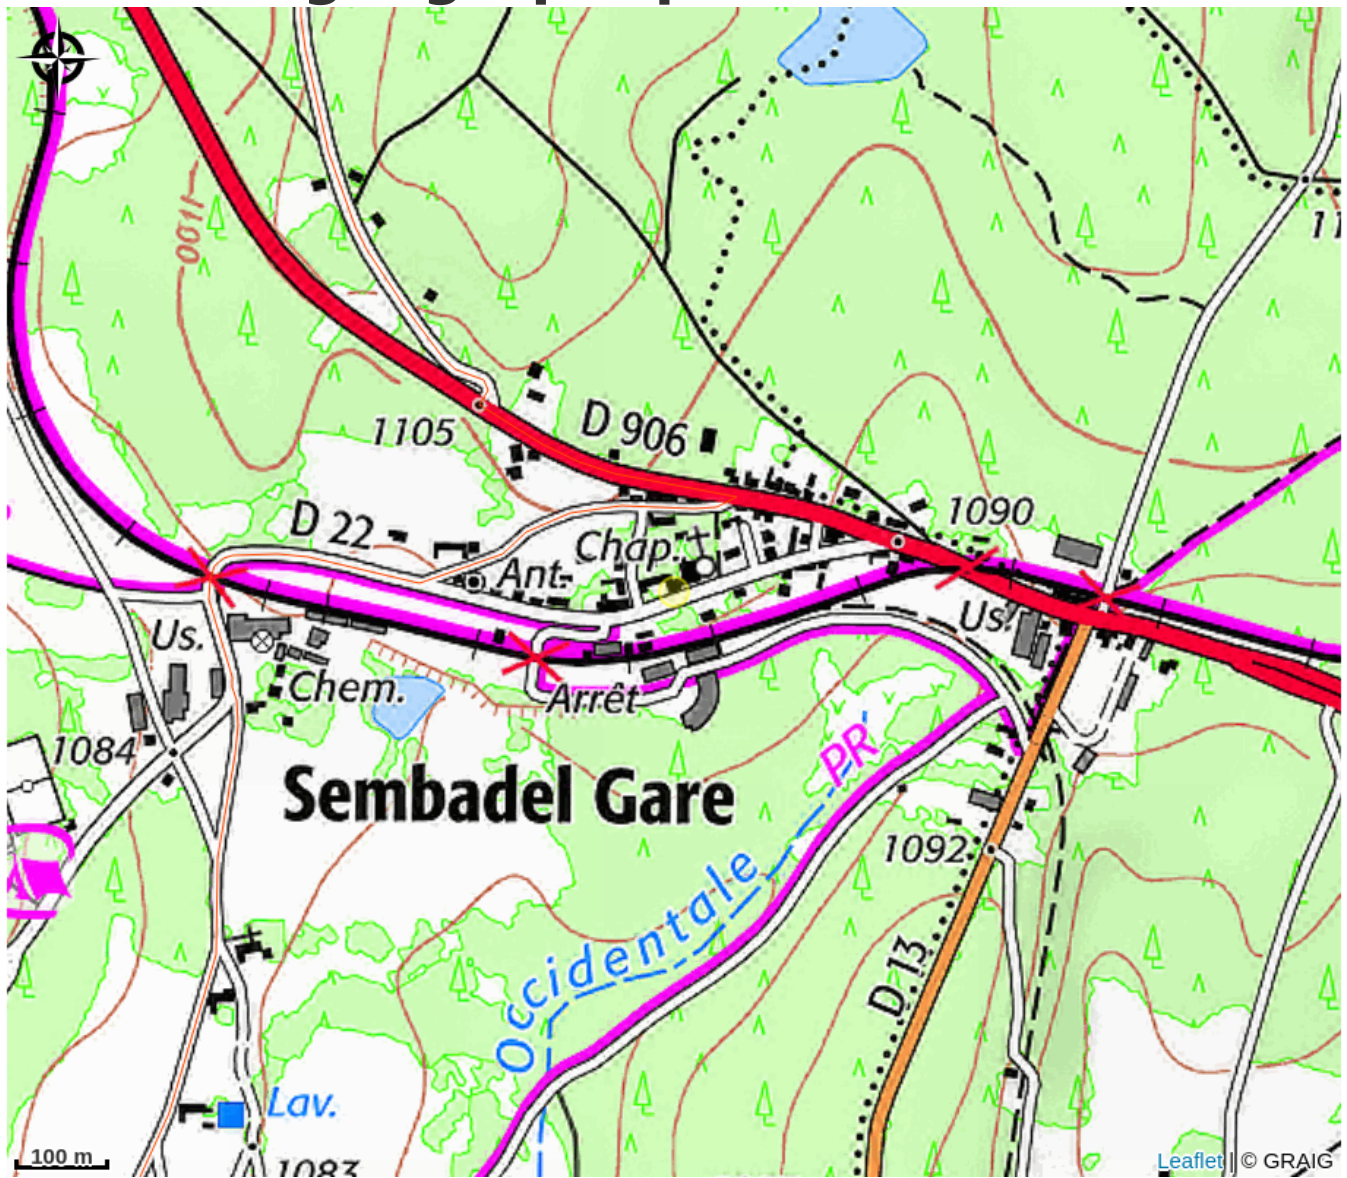 1100
1105
D 906
D 22
1090
Chap.
Ant.
Us.
Us.
Chem.
Arrêt
1084
Sembadel Gare
PR
1092
Occidentale
D 13
Lav.
1083
100 m
Leaflet | © GRAIG